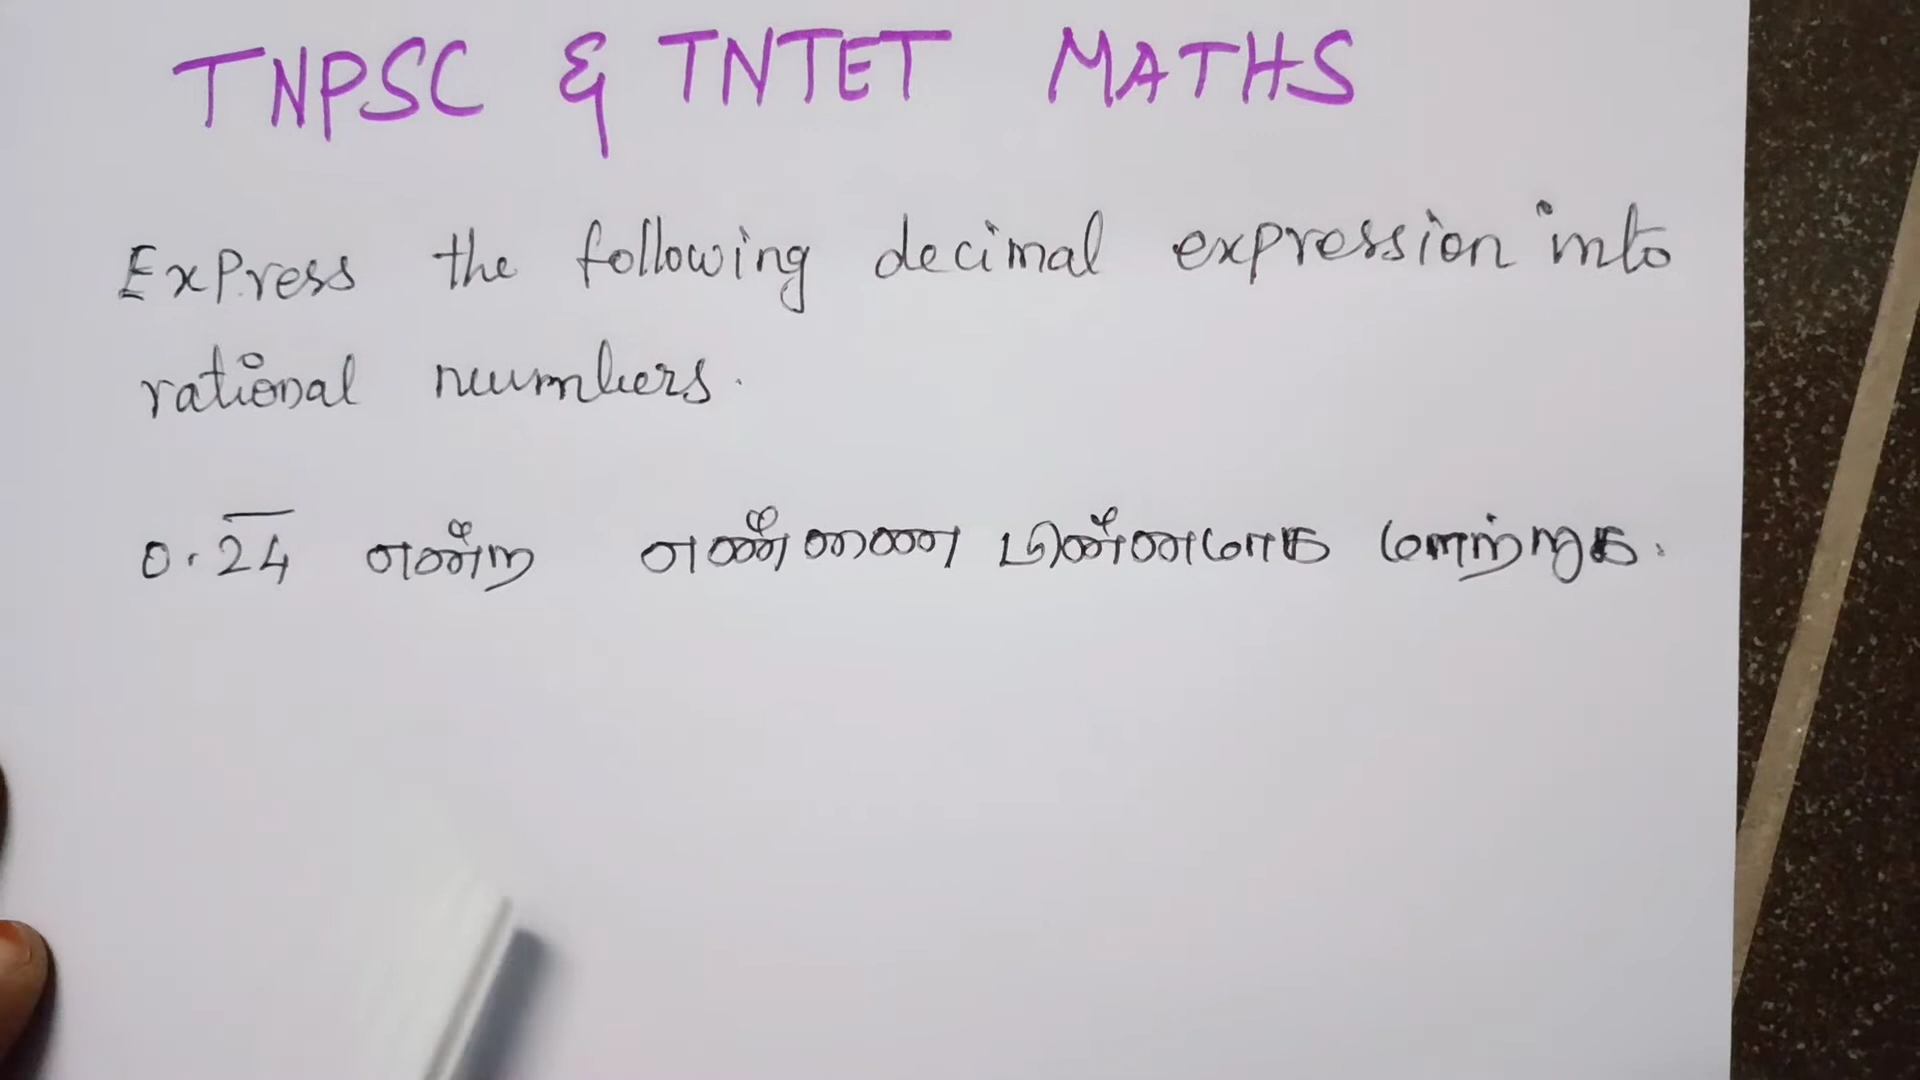 TNPSC & TNTET MATHS
Express the following decimal expression into
rational numbers.
0.2̅4̅ என்ற எண்ணை பின்னமாக மாற்றுக.